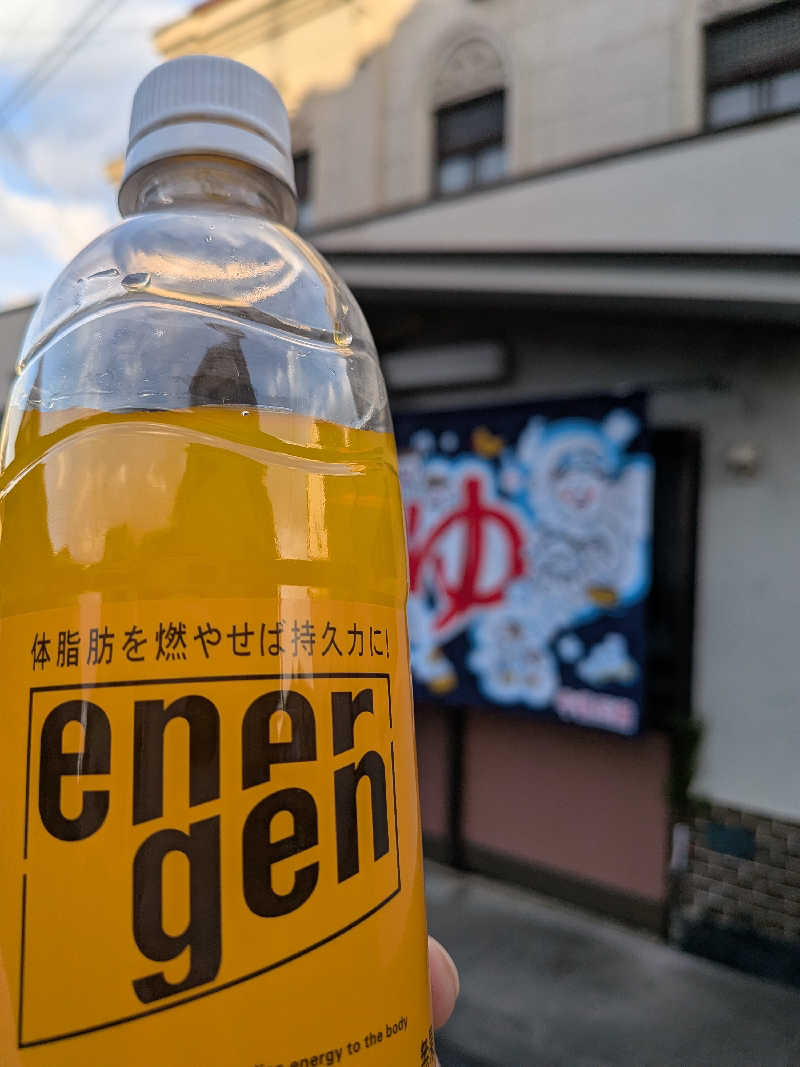 体脂肪を燃やせば持久力に!
ener
gen
energy to the body
ゆ